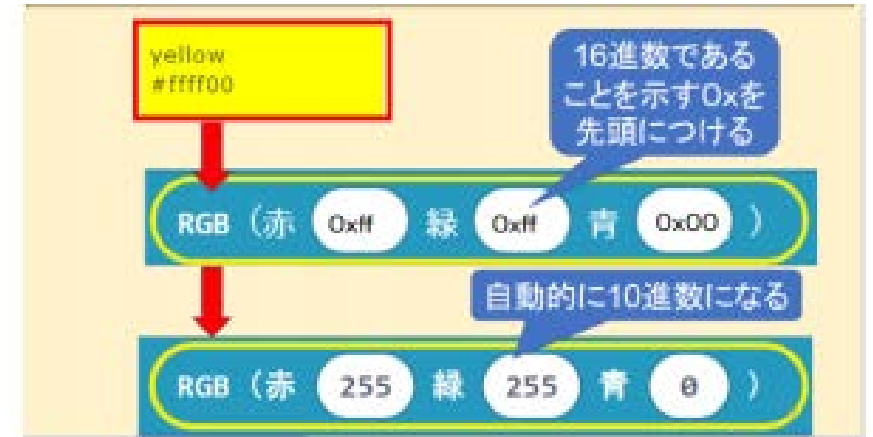 yellow
#ffff00
16進数である
ことを示す0xを
先頭につける
RGB（赤 0xff 緑 0xff 青 0x00 ）
自動的に10進数になる
RGB（赤 255 緑 255 青 0 ）